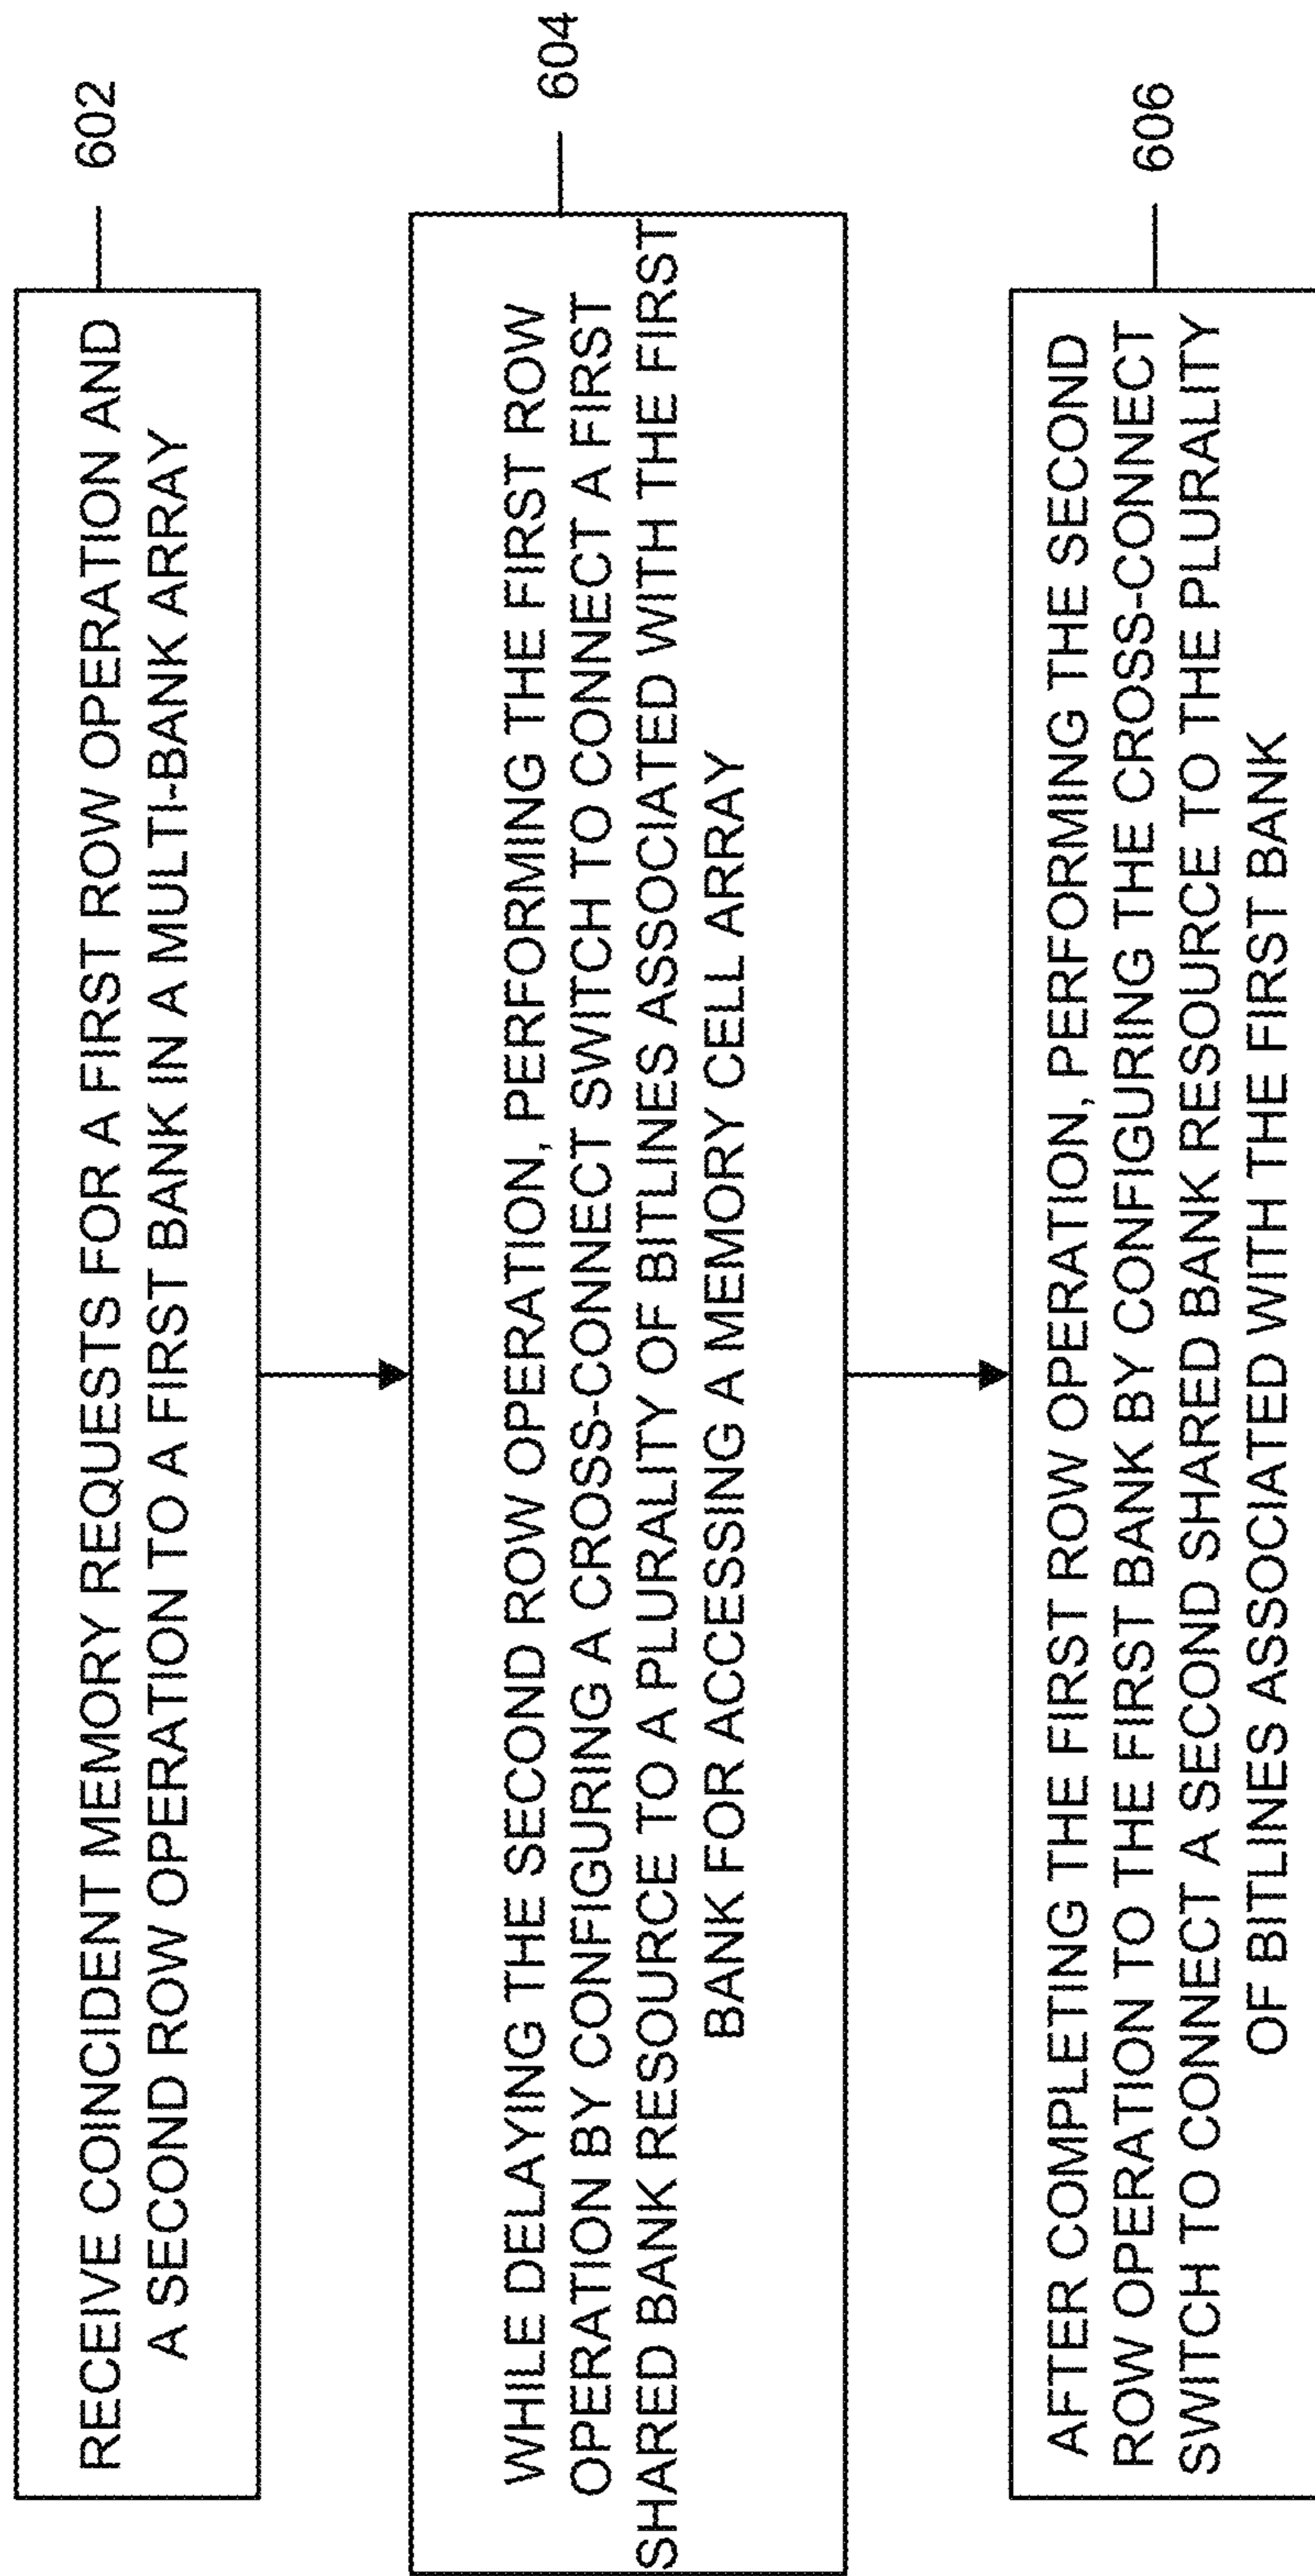 RECEIVE COINCIDENT MEMORY REQUESTS FOR A FIRST ROW OPERATION AND
A SECOND ROW OPERATION TO A FIRST BANK IN A MULTI-BANK ARRAY
602
WHILE DELAYING THE SECOND ROW OPERATION, PERFORMING THE FIRST ROW
OPERATION BY CONFIGURING A CROSS-CONNECT SWITCH TO CONNECT A FIRST
SHARED BANK RESOURCE TO A PLURALITY OF BITLINES ASSOCIATED WITH THE FIRST
BANK FOR ACCESSING A MEMORY CELL ARRAY
604
AFTER COMPLETING THE FIRST ROW OPERATION, PERFORMING THE SECOND
ROW OPERATION TO THE FIRST BANK BY CONFIGURING THE CROSS-CONNECT
SWITCH TO CONNECT A SECOND SHARED BANK RESOURCE TO THE PLURALITY
OF BITLINES ASSOCIATED WITH THE FIRST BANK
606